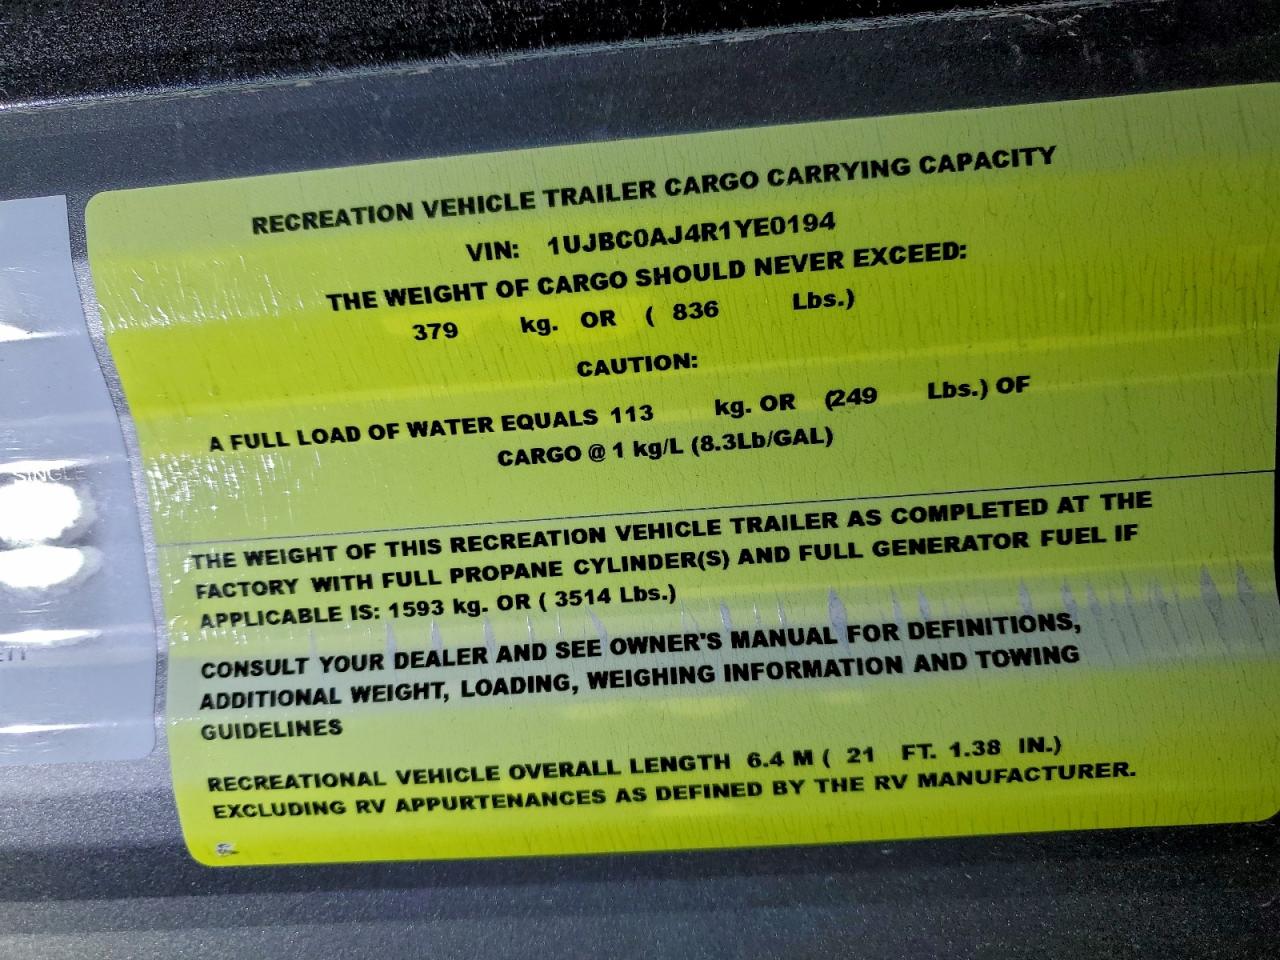 RECREATION VEHICLE TRAILER CARGO CARRYING CAPACITY
VIN: 1UJBC0AJ4R1YE0194
THE WEIGHT OF CARGO SHOULD NEVER EXCEED:
379 kg. OR ( 836 Lbs.)
CAUTION:
A FULL LOAD OF WATER EQUALS 113 kg. OR (249 Lbs.) OF
CARGO @ 1 kg/L (8.3Lb/GAL)
SINGLE
THE WEIGHT OF THIS RECREATION VEHICLE TRAILER AS COMPLETED AT THE
FACTORY WITH FULL PROPANE CYLINDER(S) AND FULL GENERATOR FUEL IF
APPLICABLE IS: 1593 kg. OR ( 3514 Lbs.)
CONSULT YOUR DEALER AND SEE OWNER'S MANUAL FOR DEFINITIONS,
ADDITIONAL WEIGHT, LOADING, WEIGHING INFORMATION AND TOWING
GUIDELINES
RECREATIONAL VEHICLE OVERALL LENGTH 6.4 M ( 21 FT. 1.38 IN.)
EXCLUDING RV APPURTENANCES AS DEFINED BY THE RV MANUFACTURER.